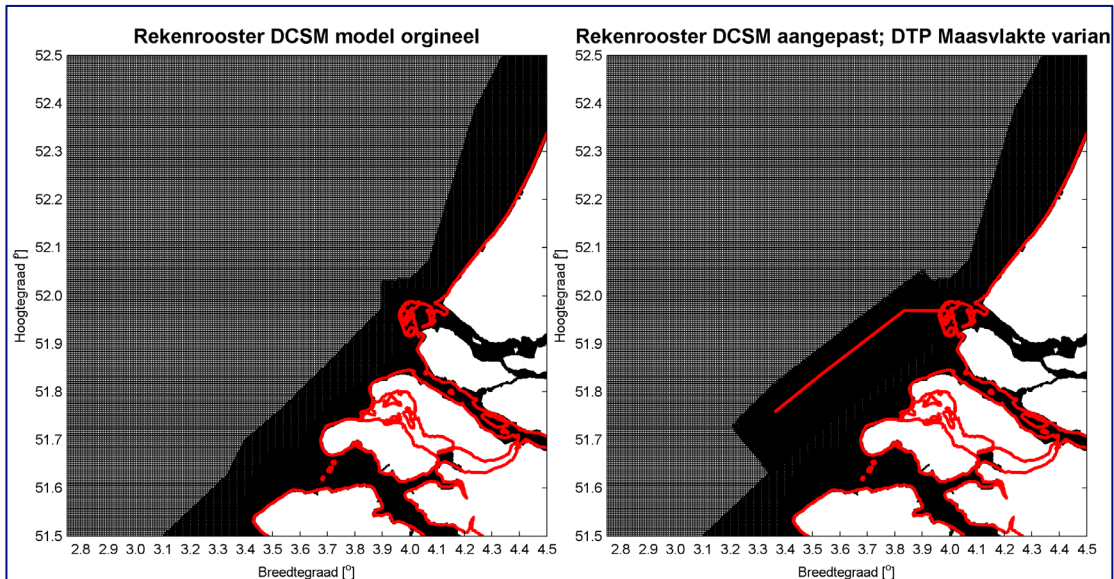 Rekenrooster DCSM model orgineel
52.5
52.4
52.3
52.2
52.1
52.0
51.9
51.8
51.7
51.6
51.5
Hoogtegraad [°]
2.8 2.9 3.0 3.1 3.2 3.3 3.4 3.5 3.6 3.7 3.8 3.9 4.0 4.1 4.2 4.3 4.4 4.5
Breedtegraad [°]
Rekenrooster DCSM aangepast; DTP Maasvlakte varian
52.5
52.4
52.3
52.2
52.1
52.0
51.9
51.8
51.7
51.6
51.5
Hoogtegraad [°]
2.8 2.9 3.0 3.1 3.2 3.3 3.4 3.5 3.6 3.7 3.8 3.9 4.0 4.1 4.2 4.3 4.4 4.5
Breedtegraad [°]